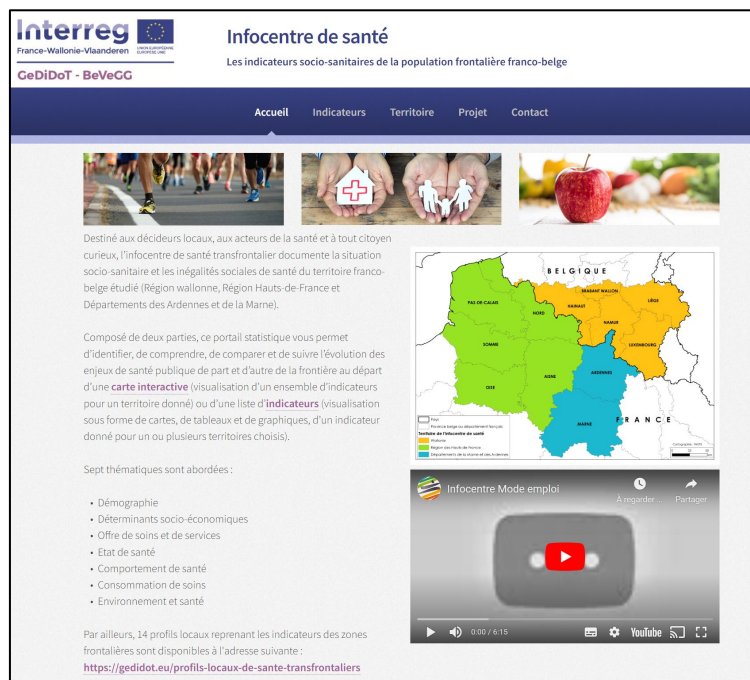 Interreg
France-Wallonie-Vlaanderen
UNION EUROPÉENNE
EUROPESE UNIE
GeDiDoT - BeVeGG
Infocentre de santé
Les indicateurs socio-sanitaires de la population frontalière franco-belge
Accueil Indicateurs Territoire Projet Contact
Destiné aux décideurs locaux, aux acteurs de la santé et à tout citoyen
curieux, l'infocentre de santé transfrontalier documente la situation
socio-sanitaire et les inégalités sociales de santé du territoire franco-
belge étudié (Région wallonne, Région Hauts-de-France et
Départements des Ardennes et de la Marne).
Composé de deux parties, ce portail statistique vous permet
d'identifier, de comprendre, de comparer et de suivre l'évolution des
enjeux de santé publique de part et d'autre de la frontière au départ
d'une carte interactive (visualisation d'un ensemble d'indicateurs
pour un territoire donné) ou d'une liste d'indicateurs (visualisation
sous forme de cartes, de tableaux et de graphiques, d'un indicateur
donné pour un ou plusieurs territoires choisis).
Sept thématiques sont abordées :
• Démographie
• Déterminants socio-économiques
• Offre de soins et de services
• Etat de santé
• Comportement de santé
• Consommation de soins
• Environnement et santé
Par ailleurs, 14 profils locaux reprenant les indicateurs des zones
frontalières sont disponibles à l'adresse suivante :
https://gedidot.eu/profils-locaux-de-sante-transfrontaliers
BELGIQUE
BRABANT WALLON
LIÈGE
PAS-DE-CALAIS
NORD
HAINAUT
NAMUR
SOMME
LUXEMBOURG
AISNE
ARDENNES
OISE
MARNE
FRANCE
Pays
Province belge ou département français
Territoire de l'infocentre de santé
Wallonie
Région des Hauts de France
Départements de la Marne et des Ardennes
Infocentre Mode emploi
À regarder ...
Partager
0:00 / 6:15
YouTube